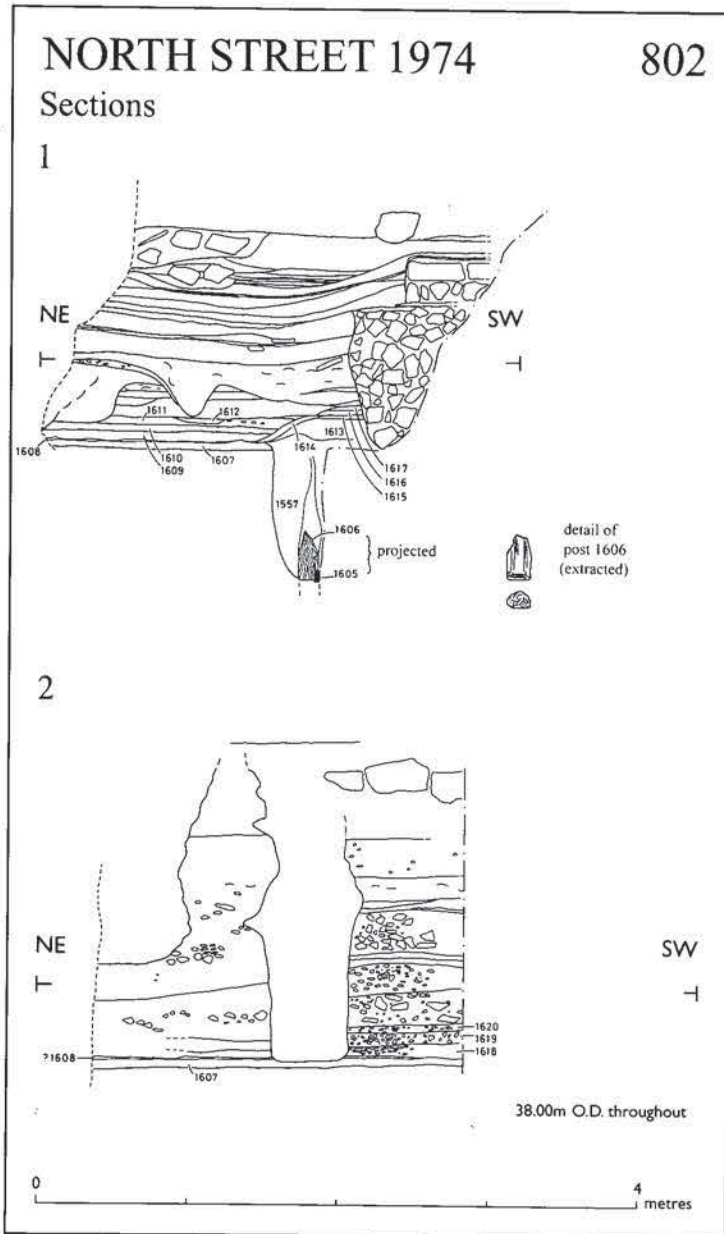 NORTH STREET 1974 802
Sections
1
NE
SW
1611
1612
1608
1610
1609
1607
1613
1614
1617
1616
1615
1557
1606
projected
1605
detail of
post 1606
(extracted)
2
NE
SW
1620
1619
1618
?1608
1607
38.00m O.D. throughout
0 4
metres